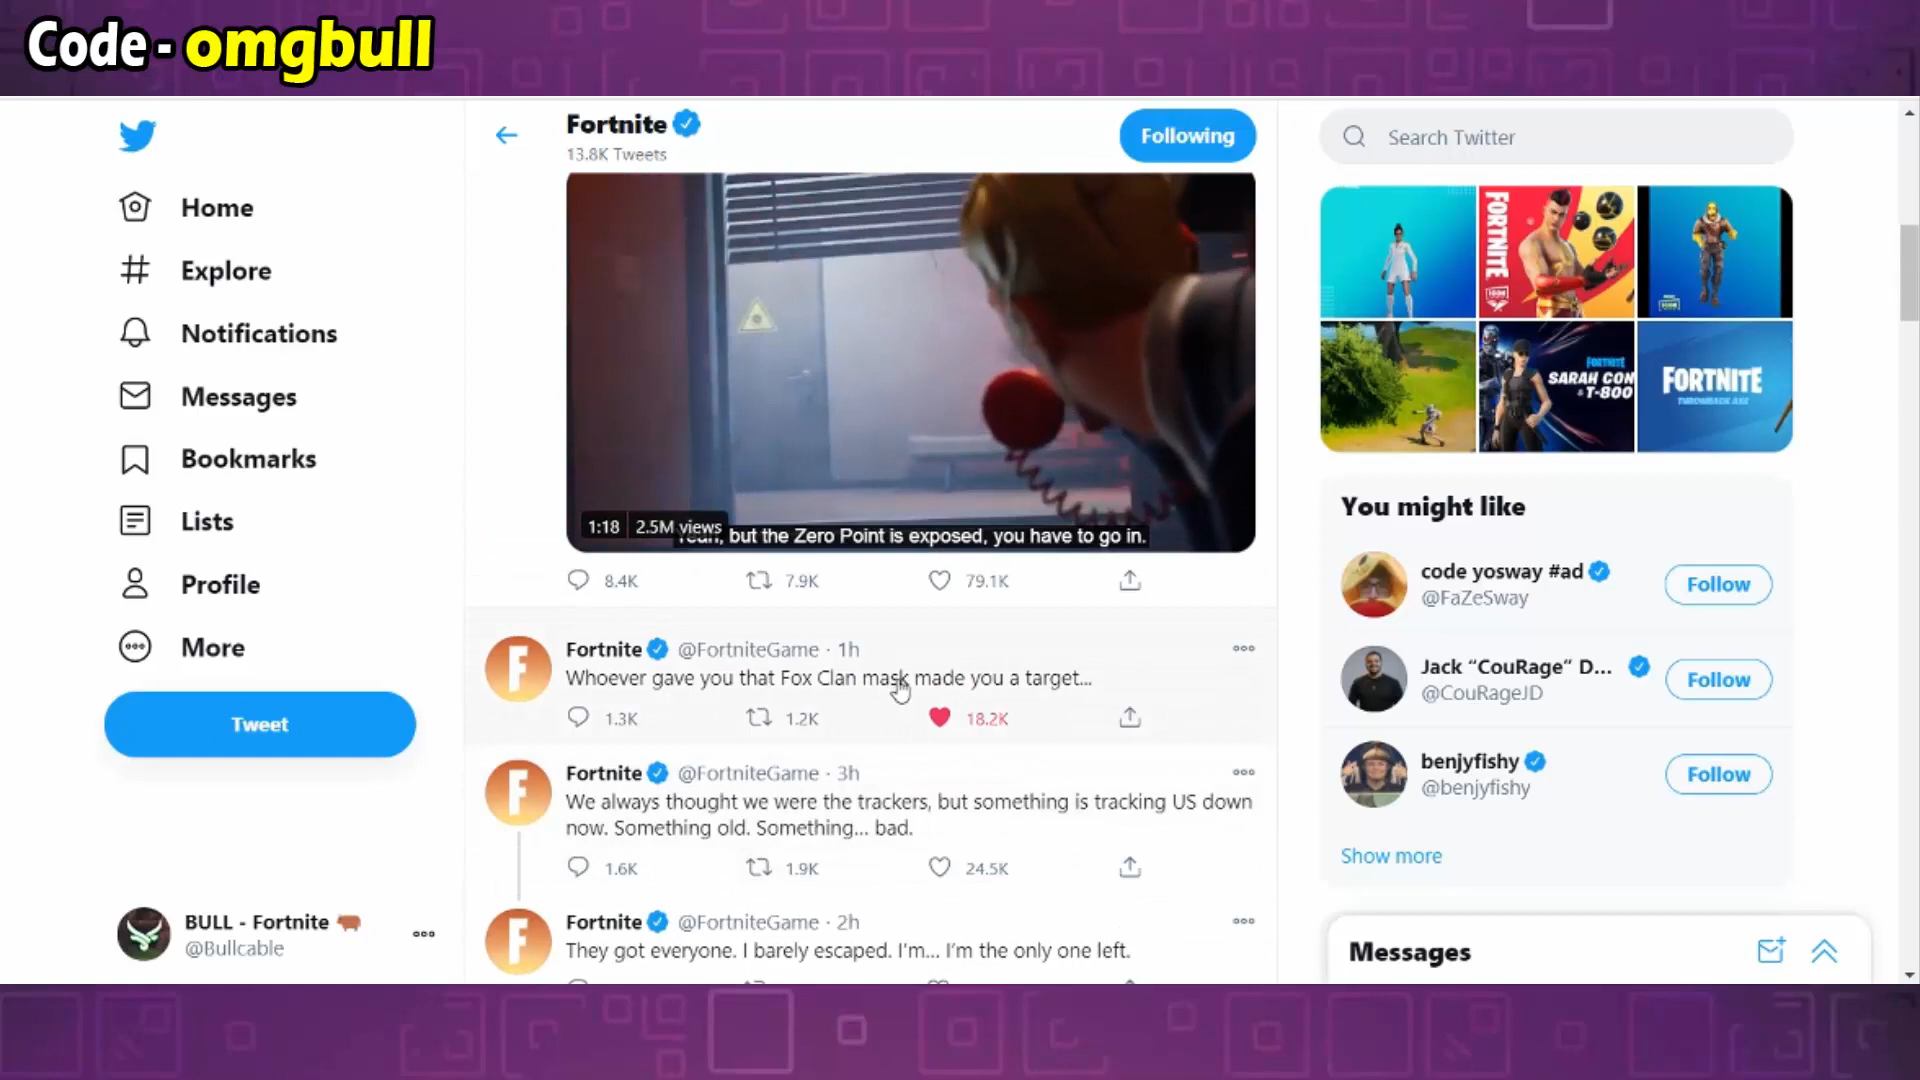 Code - omgbull
Fortnite
13.8K Tweets
Following
Search Twitter
Home
Explore
Notifications
Messages
Bookmarks
Lists
Profile
More
Tweet
BULL - Fortnite
@Bullcable
1:18 2.5M views
Yeah, but the Zero Point is exposed, you have to go in.
8.4K 7.9K 79.1K
Fortnite @FortniteGame · 1h
Whoever gave you that Fox Clan mask made you a target...
1.3K 1.2K 18.2K
Fortnite @FortniteGame · 3h
We always thought we were the trackers, but something is tracking US down
now. Something old. Something... bad.
1.6K 1.9K 24.5K
Fortnite @FortniteGame · 2h
They got everyone. I barely escaped. I'm... I'm the only one left.
FORTNITE
FORTNITE
SARAH CON
& T-800
FORTNITE
THROWBACK AXE
You might like
code yosway #ad
@FaZeSway
Follow
Jack “CouRage” D...
@CouRageJD
Follow
benjyfishy
@benjyfishy
Follow
Show more
Messages